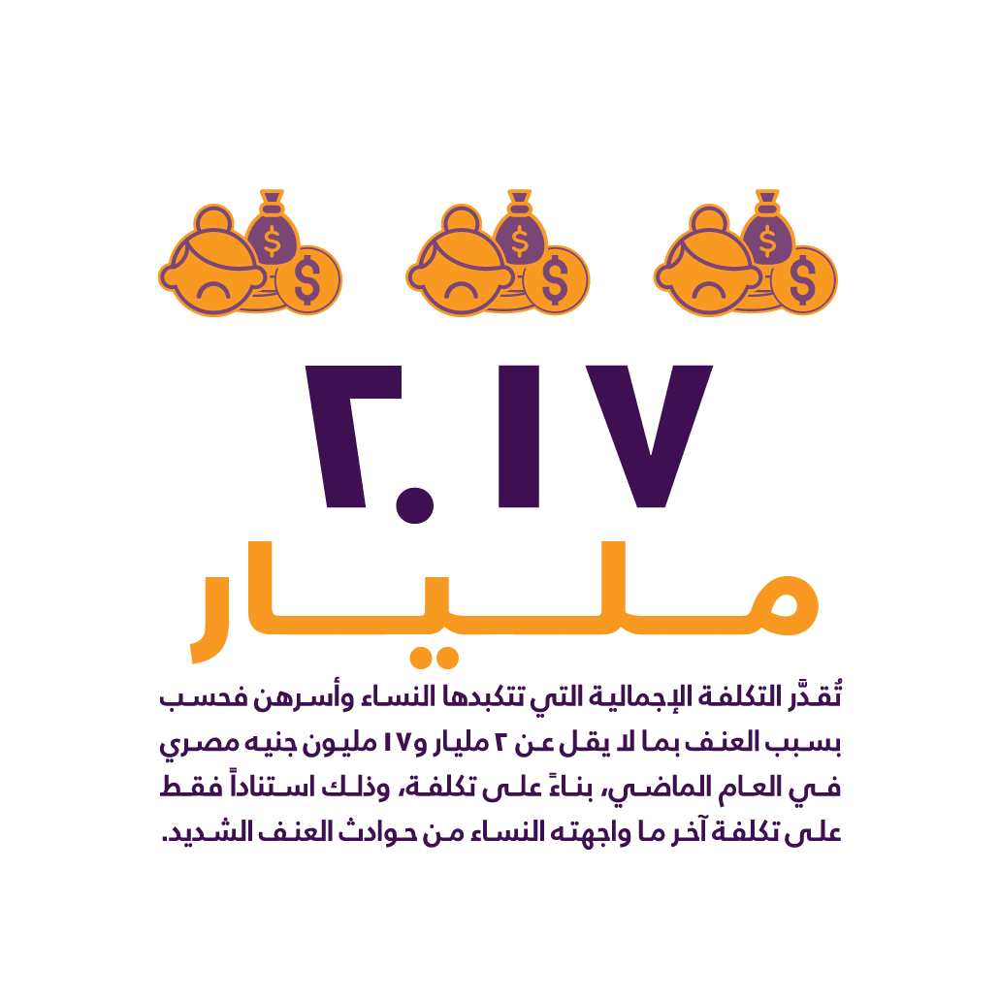 ٢.١٧
مليار
تُقدَّر التكلفة الإجمالية التي تتكبدها النساء وأسرهن فحسب
بسبب العنف بما لا يقل عن ٢ مليار و١٧ مليون جنيه مصري
في العام الماضي، بناءً على تكلفة، وذلك استناداً فقط
على تكلفة آخر ما واجهته النساء من حوادث العنف الشديد.